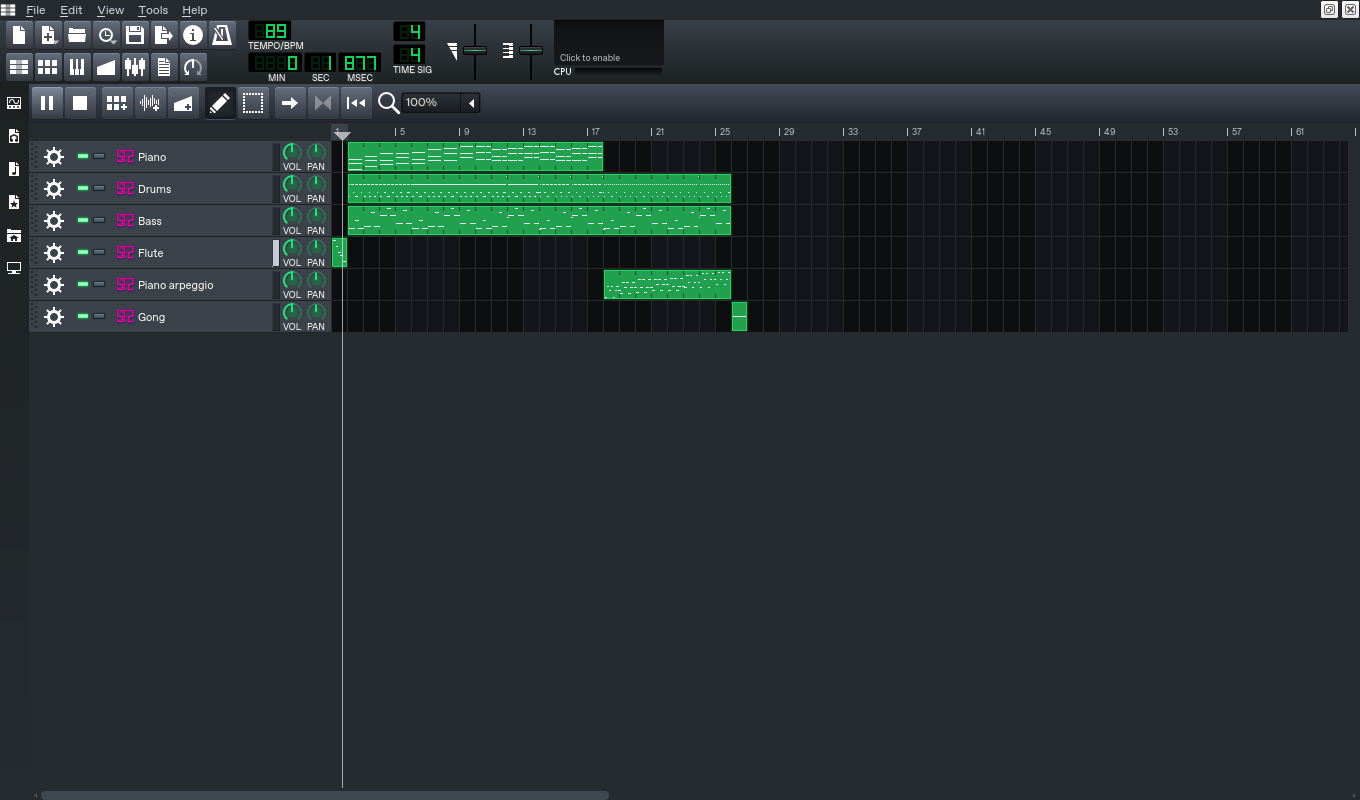 File Edit View Tools Help
89
TEMPO/BPM
0 1 877
MIN SEC MSEC
4
4
TIME SIG
Click to enable
CPU
100%
1 5 9 13 17 21 25 29 33 37 41 45 49 53 57 61
Piano VOL PAN
Drums VOL PAN
Bass VOL PAN
Flute VOL PAN
Piano arpeggio VOL PAN
Gong VOL PAN